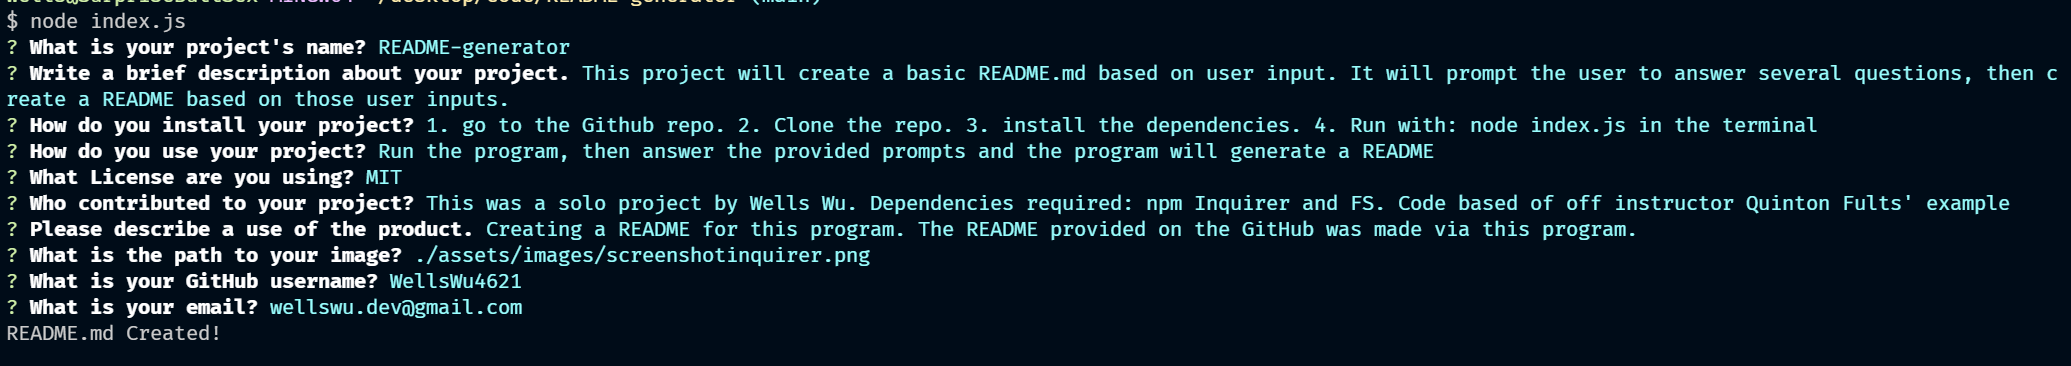 $ node index.js
? What is your project's name? README-generator
? Write a brief description about your project. This project will create a basic README.md based on user input. It will prompt the user to answer several questions, then c
reate a README based on those user inputs.
? How do you install your project? 1. go to the Github repo. 2. Clone the repo. 3. install the dependencies. 4. Run with: node index.js in the terminal
? How do you use your project? Run the program, then answer the provided prompts and the program will generate a README
? What License are you using? MIT
? Who contributed to your project? This was a solo project by Wells Wu. Dependencies required: npm Inquirer and FS. Code based of off instructor Quinton Fults' example
? Please describe a use of the product. Creating a README for this program. The README provided on the GitHub was made via this program.
? What is the path to your image? ./assets/images/screenshotinquirer.png
? What is your GitHub username? WellsWu4621
? What is your email? wellswu.dev@gmail.com
README.md Created!